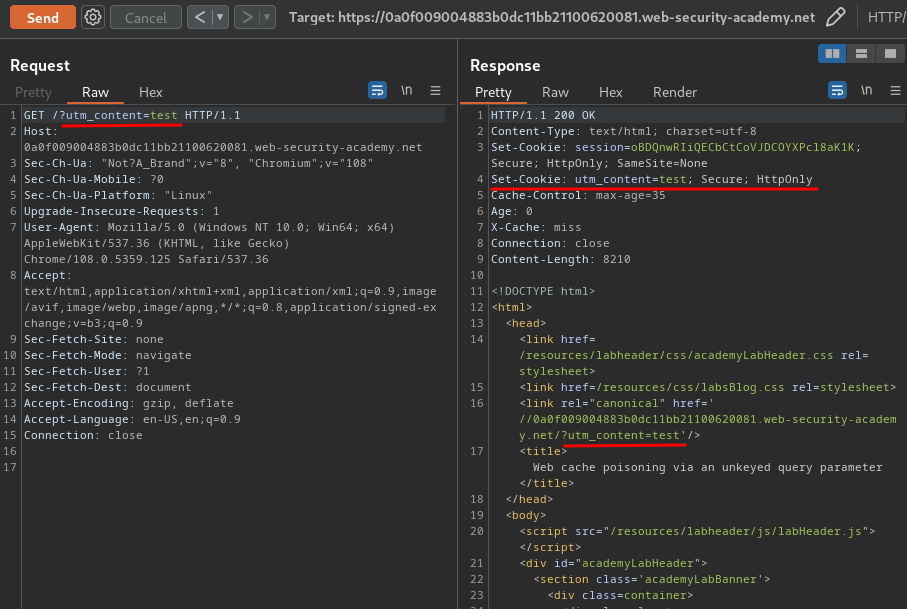 Send Cancel < > Target: https://0a0f009004883b0dc11bb21100620081.web-security-academy.net HTTP/
Request
Pretty Raw Hex \n
1 GET /?utm_content=test HTTP/1.1
2 Host:
0a0f009004883b0dc11bb21100620081.web-security-academy.net
3 Sec-Ch-Ua: "Not?A_Brand";v="8", "Chromium";v="108"
4 Sec-Ch-Ua-Mobile: ?0
5 Sec-Ch-Ua-Platform: "Linux"
6 Upgrade-Insecure-Requests: 1
7 User-Agent: Mozilla/5.0 (Windows NT 10.0; Win64; x64)
AppleWebKit/537.36 (KHTML, like Gecko)
Chrome/108.0.5359.125 Safari/537.36
8 Accept:
text/html,application/xhtml+xml,application/xml;q=0.9,image
/avif,image/webp,image/apng,*/*;q=0.8,application/signed-ex
change;v=b3;q=0.9
9 Sec-Fetch-Site: none
10 Sec-Fetch-Mode: navigate
11 Sec-Fetch-User: ?1
12 Sec-Fetch-Dest: document
13 Accept-Encoding: gzip, deflate
14 Accept-Language: en-US,en;q=0.9
15 Connection: close
16
17
Response
Pretty Raw Hex Render \n
1 HTTP/1.1 200 OK
2 Content-Type: text/html; charset=utf-8
3 Set-Cookie: session=oBDQnwRIiQECbCtCoVJDCOYXPcl8aK1K;
Secure; HttpOnly; SameSite=None
4 Set-Cookie: utm_content=test; Secure; HttpOnly
5 Cache-Control: max-age=35
6 Age: 0
7 X-Cache: miss
8 Connection: close
9 Content-Length: 8210
10
11 <!DOCTYPE html>
12 <html>
13 <head>
14 <link href=
/resources/labheader/css/academyLabHeader.css rel=
stylesheet>
15 <link href=/resources/css/labsBlog.css rel=stylesheet>
16 <link rel="canonical" href='
//0a0f009004883b0dc11bb21100620081.web-security-academ
y.net/?utm_content=test'/>
17 <title>
Web cache poisoning via an unkeyed query parameter
</title>
18 </head>
19 <body>
20 <script src="/resources/labheader/js/labHeader.js">
</script>
21 <div id="academyLabHeader">
22 <section class='academyLabBanner'>
23 <div class=container>